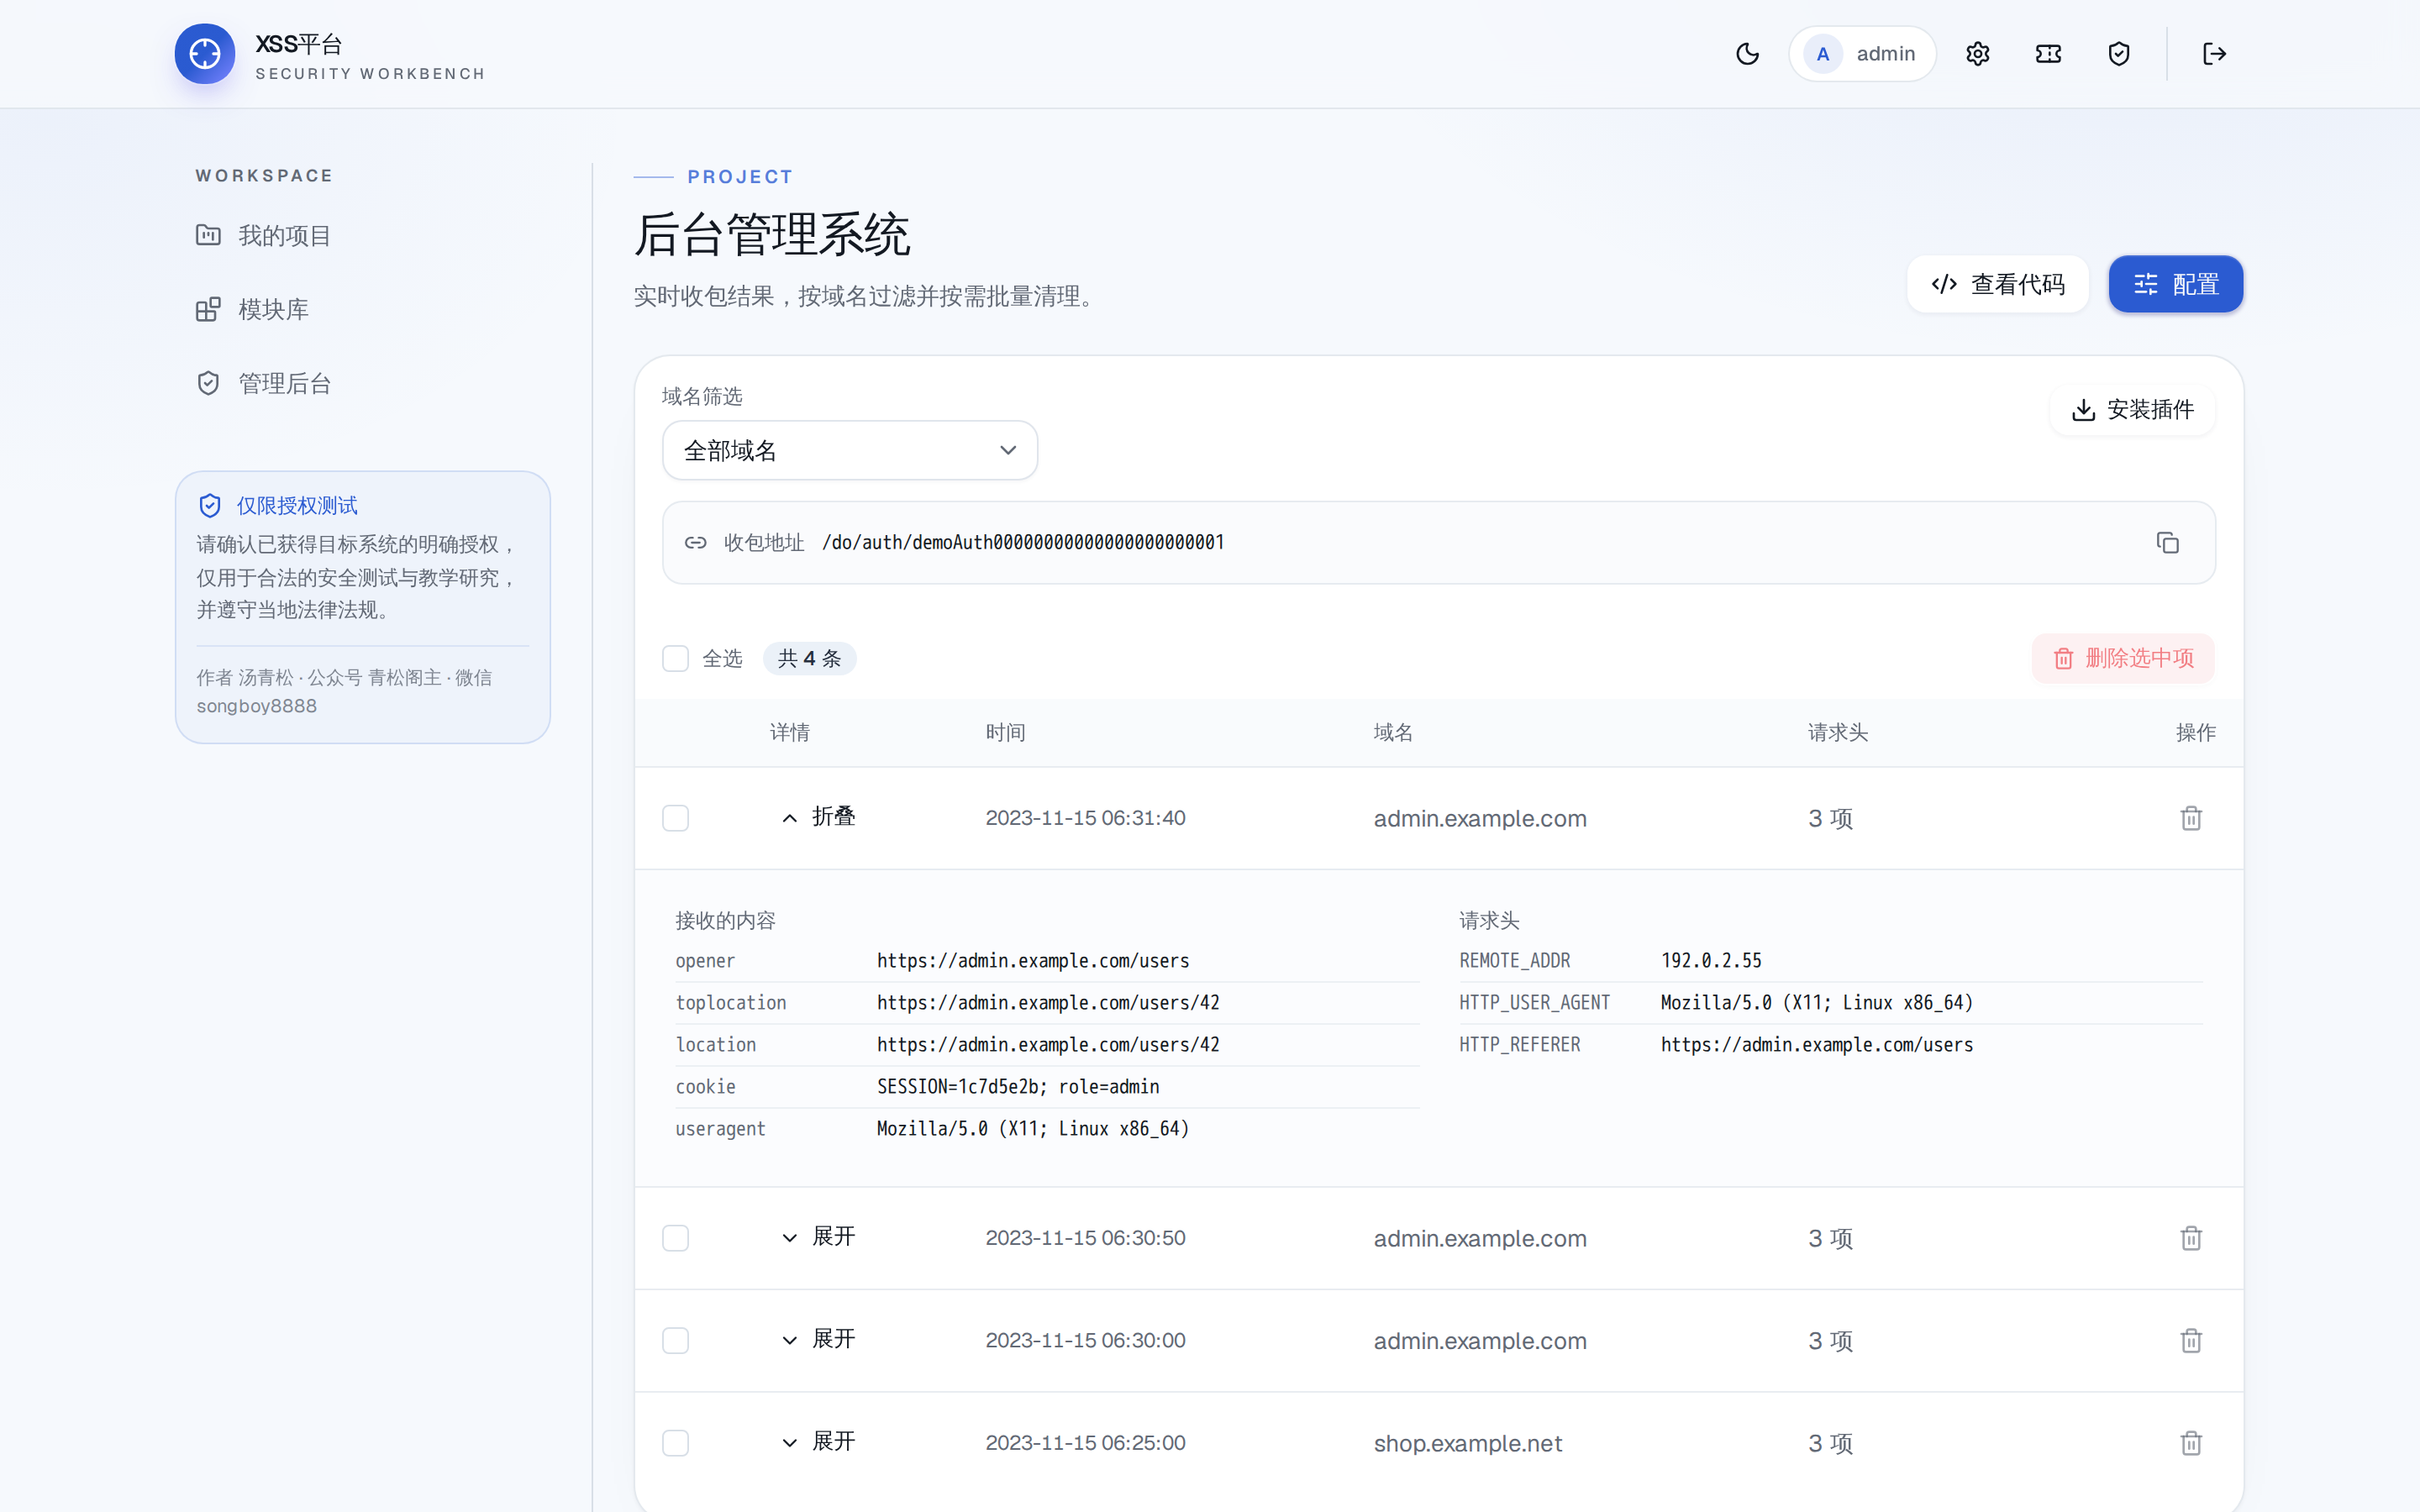 XSS平台
SECURITY WORKBENCH
A admin
WORKSPACE
我的项目
模块库
管理后台
仅限授权测试
请确认已获得目标系统的明确授权，
仅用于合法的安全测试与教学研究，
并遵守当地法律法规。
作者 汤青松 · 公众号 青松阁主 · 微信
songboy8888
PROJECT
后台管理系统
实时收包结果，按域名过滤并按需批量清理。
查看代码
配置
域名筛选
全部域名
安装插件
收包地址 /do/auth/demoAuth00000000000000000000001
全选 共 4 条
删除选中项
详情 时间 域名 请求头 操作
折叠 2023-11-15 06:31:40 admin.example.com 3 项
接收的内容
opener https://admin.example.com/users
toplocation https://admin.example.com/users/42
location https://admin.example.com/users/42
cookie SESSION=1c7d5e2b; role=admin
useragent Mozilla/5.0 (X11; Linux x86_64)
请求头
REMOTE_ADDR 192.0.2.55
HTTP_USER_AGENT Mozilla/5.0 (X11; Linux x86_64)
HTTP_REFERER https://admin.example.com/users
展开 2023-11-15 06:30:50 admin.example.com 3 项
展开 2023-11-15 06:30:00 admin.example.com 3 项
展开 2023-11-15 06:25:00 shop.example.net 3 项